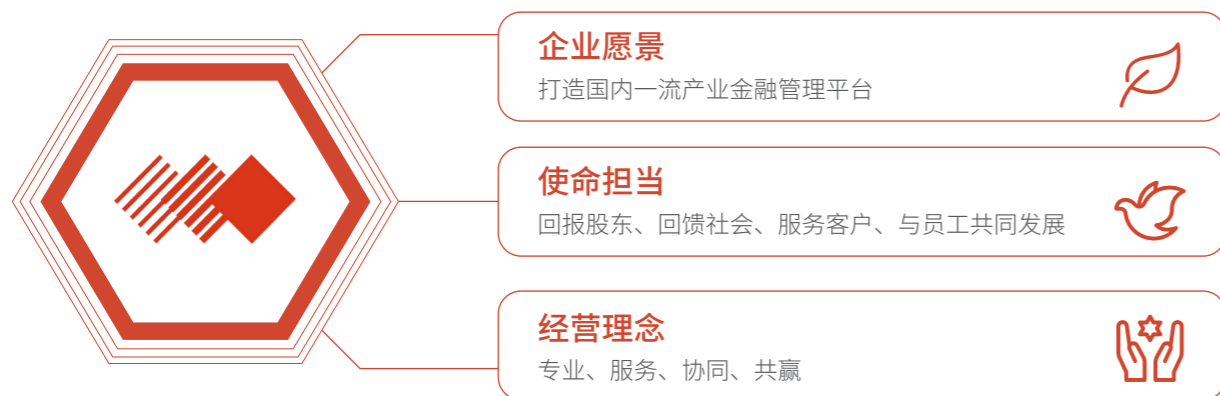 企业愿景
打造国内一流产业金融管理平台
使命担当
回报股东、回馈社会、服务客户、与员工共同发展
经营理念
专业、服务、协同、共赢